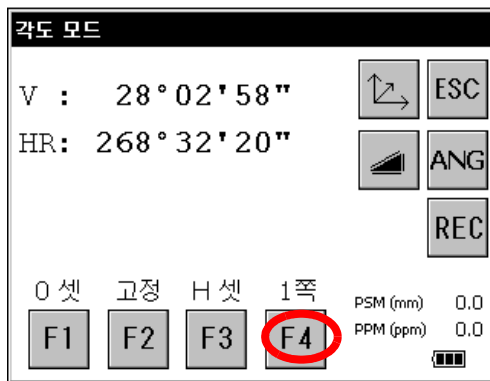 각도 모드
V : 28°02'58"
HR: 268°32'20"
ESC
ANG
REC
0 셋 고정 H 셋 1쪽
F1 F2 F3 F4
PSM (mm) 0.0
PPM (ppm) 0.0